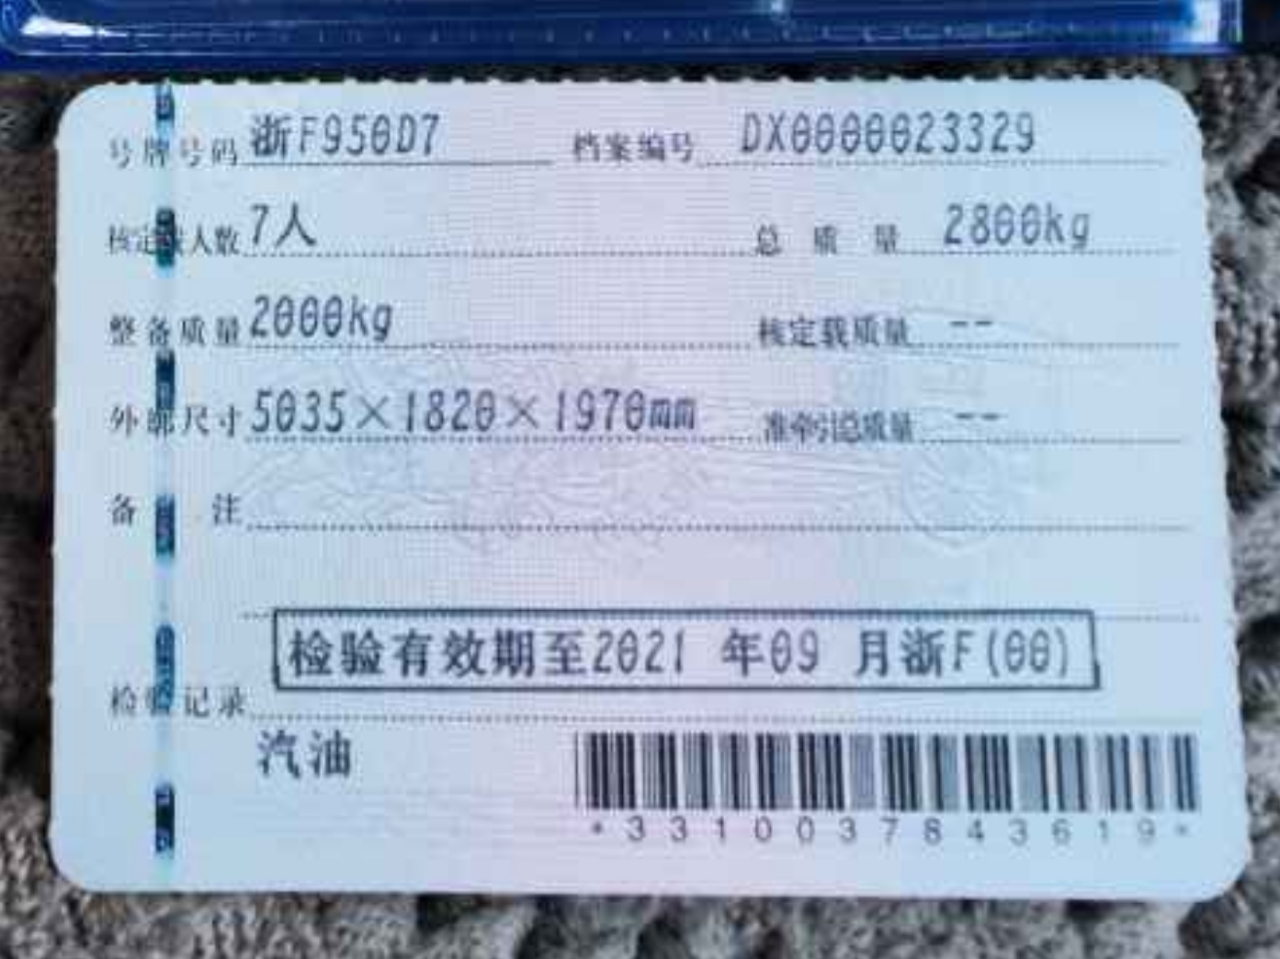 号牌号码 浙F950D7 档案编号 DX0000023329
核定载人数 7人 总质量 2800kg
整备质量 2000kg 核定载质量 --
外廓尺寸 5035×1820×1970mm 准牵引总质量 --
备注
检验有效期至2021 年09 月浙F(00)
检验记录
汽油
*3310037843619*